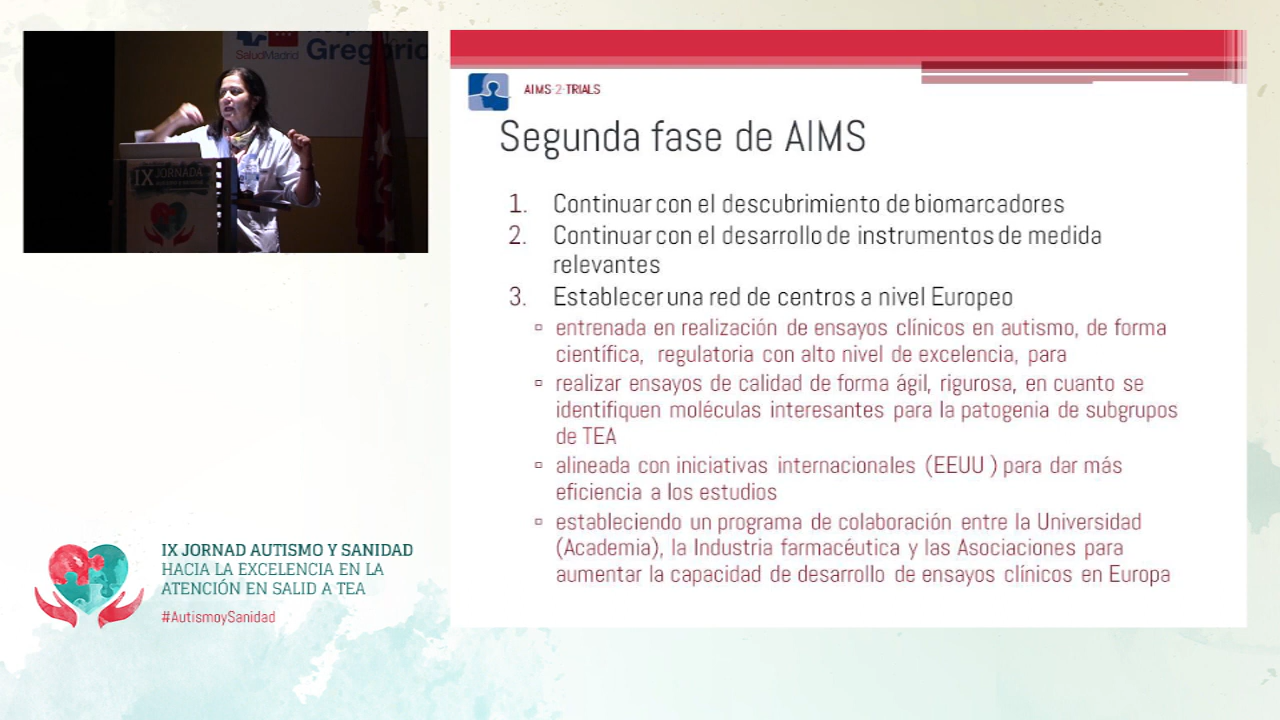 SaludMadrid
Gregorio
IX JORNADA
AUTISMO Y SANIDAD
AIMS-2-TRIALS
Segunda fase de AIMS
1. Continuar con el descubrimiento de biomarcadores
2. Continuar con el desarrollo de instrumentos de medida
relevantes
3. Establecer una red de centros a nivel Europeo
▫ entrenada en realización de ensayos clínicos en autismo, de forma
científica, regulatoria con alto nivel de excelencia, para
▫ realizar ensayos de calidad de forma ágil, rigurosa, en cuanto se
identifiquen moléculas interesantes para la patogenia de subgrupos
de TEA
▫ alineada con iniciativas internacionales (EEUU ) para dar más
eficiencia a los estudios
▫ estableciendo un programa de colaboración entre la Universidad
(Academia), la Industria farmacéutica y las Asociaciones para
aumentar la capacidad de desarrollo de ensayos clínicos en Europa
IX JORNAD AUTISMO Y SANIDAD
HACIA LA EXCELENCIA EN LA
ATENCIÓN EN SALID A TEA
#AutismoySanidad